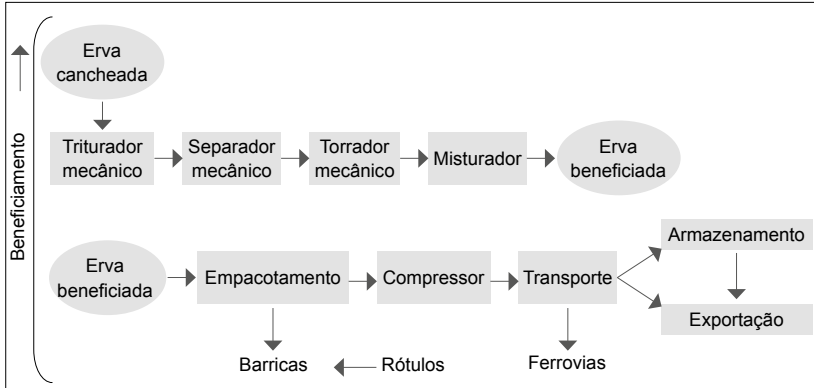 Beneficiamento
Erva
cancheada
Triturador
mecânico
Separador
mecânico
Torrador
mecânico
Misturador
Erva
beneficiada
Erva
beneficiada
Empacotamento
Compressor
Transporte
Armazenamento
Exportação
Barricas
Rótulos
Ferrovias